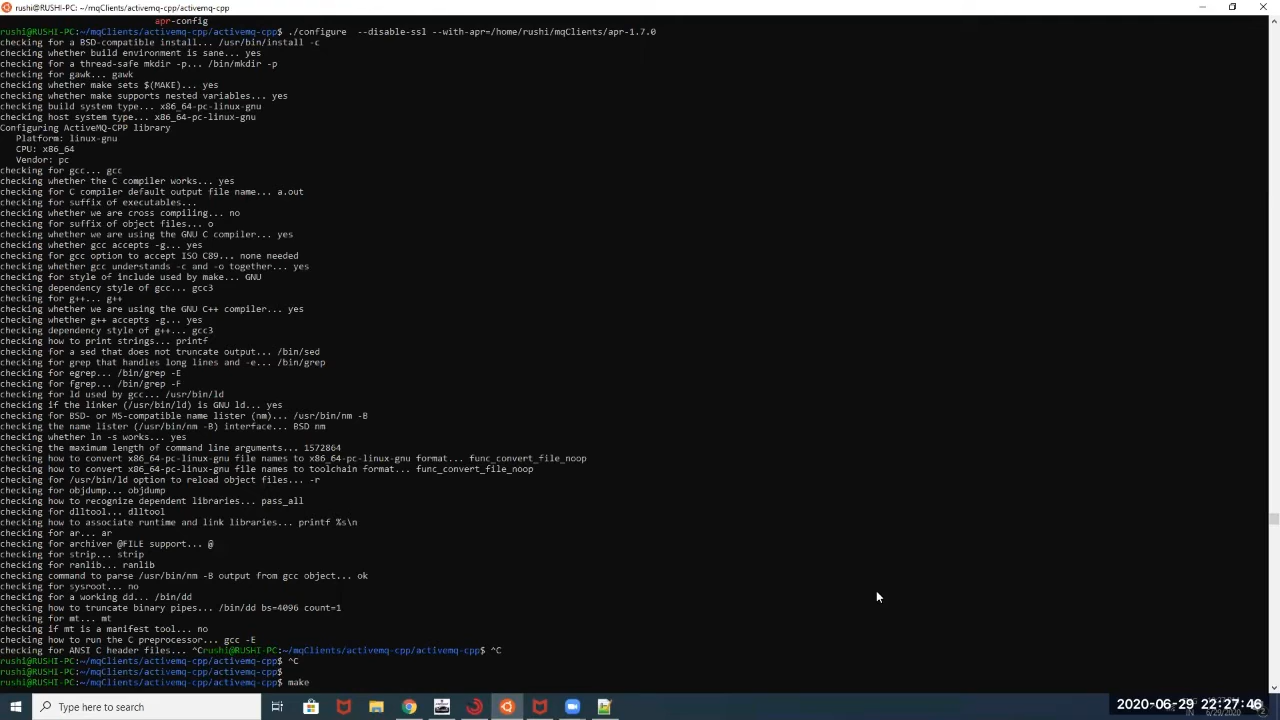 rushi@RUSHI-PC: ~/mqClients/activemq-cpp/activemq-cpp
apr-config
rushi@RUSHI-PC:~/mqClients/activemq-cpp/activemq-cpp$ ./configure  --disable-ssl --with-apr=/home/rushi/mqClients/apr-1.7.0
checking for a BSD-compatible install... /usr/bin/install -c
checking whether build environment is sane... yes
checking for a thread-safe mkdir -p... /bin/mkdir -p
checking for gawk... gawk
checking whether make sets $(MAKE)... yes
checking whether make supports nested variables... yes
checking build system type... x86_64-pc-linux-gnu
checking host system type... x86_64-pc-linux-gnu
Configuring ActiveMQ-CPP library
   Platform: linux-gnu
   CPU: x86_64
   Vendor: pc
checking for gcc... gcc
checking whether the C compiler works... yes
checking for C compiler default output file name... a.out
checking for suffix of executables...
checking whether we are cross compiling... no
checking for suffix of object files... o
checking whether we are using the GNU C compiler... yes
checking whether gcc accepts -g... yes
checking for gcc option to accept ISO C89... none needed
checking whether gcc understands -c and -o together... yes
checking for style of include used by make... GNU
checking dependency style of gcc... gcc3
checking for g++... g++
checking whether we are using the GNU C++ compiler... yes
checking whether g++ accepts -g... yes
checking dependency style of g++... gcc3
checking how to print strings... printf
checking for a sed that does not truncate output... /bin/sed
checking for grep that handles long lines and -e... /bin/grep
checking for egrep... /bin/grep -E
checking for fgrep... /bin/grep -F
checking for ld used by gcc... /usr/bin/ld
checking if the linker (/usr/bin/ld) is GNU ld... yes
checking for BSD- or MS-compatible name lister (nm)... /usr/bin/nm -B
checking the name lister (/usr/bin/nm -B) interface... BSD nm
checking whether ln -s works... yes
checking the maximum length of command line arguments... 1572864
checking how to convert x86_64-pc-linux-gnu file names to x86_64-pc-linux-gnu format... func_convert_file_noop
checking how to convert x86_64-pc-linux-gnu file names to toolchain format... func_convert_file_noop
checking for /usr/bin/ld option to reload object files... -r
checking for objdump... objdump
checking how to recognize dependent libraries... pass_all
checking for dlltool... dlltool
checking how to associate runtime and link libraries... printf %s\n
checking for ar... ar
checking for archiver @FILE support... @
checking for strip... strip
checking for ranlib... ranlib
checking command to parse /usr/bin/nm -B output from gcc object... ok
checking for sysroot... no
checking for a working dd... /bin/dd
checking how to truncate binary pipes... /bin/dd bs=4096 count=1
checking for mt... mt
checking if mt is a manifest tool... no
checking how to run the C preprocessor... gcc -E
checking for ANSI C header files... ^Crushi@RUSHI-PC:~/mqClients/activemq-cpp/activemq-cpp$ ^C
rushi@RUSHI-PC:~/mqClients/activemq-cpp/activemq-cpp$ ^C
rushi@RUSHI-PC:~/mqClients/activemq-cpp/activemq-cpp$
rushi@RUSHI-PC:~/mqClients/activemq-cpp/activemq-cpp$ make
Type here to search
2020-06-29 22:27:46